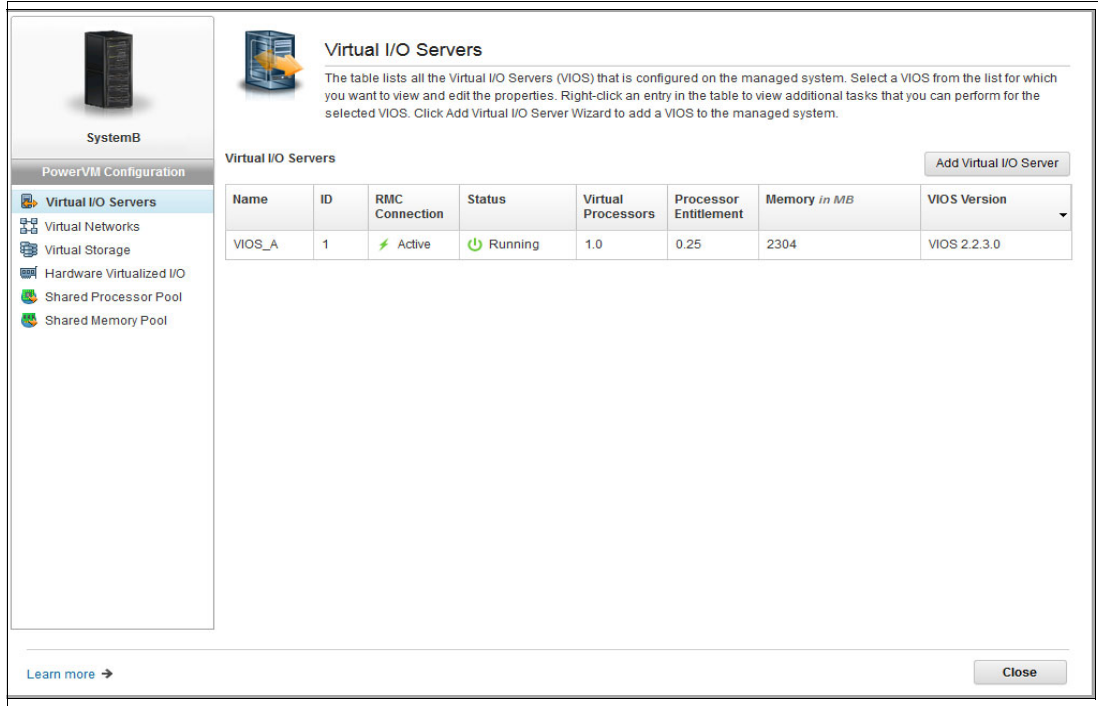 SystemB
PowerVM Configuration
Virtual I/O Servers
Virtual Networks
Virtual Storage
Hardware Virtualized I/O
Shared Processor Pool
Shared Memory Pool
Virtual I/O Servers
The table lists all the Virtual I/O Servers (VIOS) that is configured on the managed system. Select a VIOS from the list for which
you want to view and edit the properties. Right-click an entry in the table to view additional tasks that you can perform for the
selected VIOS. Click Add Virtual I/O Server Wizard to add a VIOS to the managed system.
Virtual I/O Servers
Add Virtual I/O Server
Name ID RMC Connection Status Virtual Processors Processor Entitlement Memory in MB VIOS Version
VIOS_A 1 Active Running 1.0 0.25 2304 VIOS 2.2.3.0
Learn more
Close